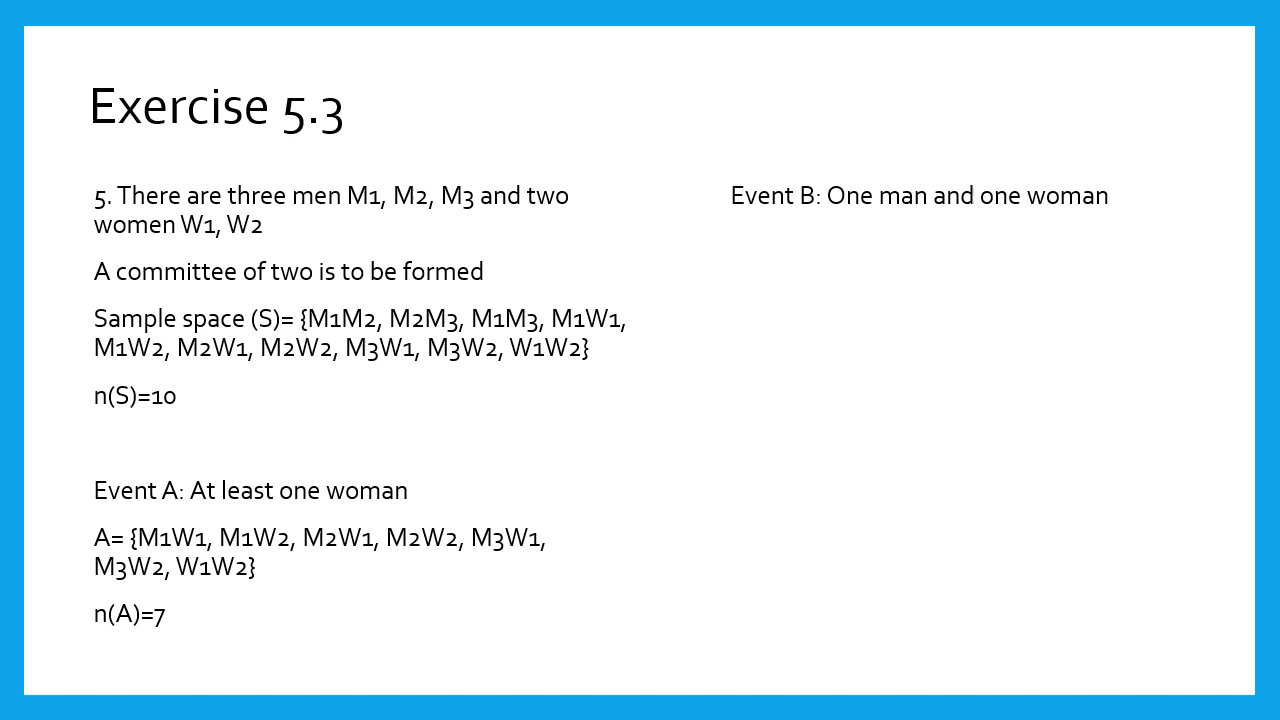 Exercise 5.3
5. There are three men M1, M2, M3 and two
women W1, W2
A committee of two is to be formed
Sample space (S)= {M1M2, M2M3, M1M3, M1W1,
M1W2, M2W1, M2W2, M3W1, M3W2, W1W2}
n(S)=10
Event A: At least one woman
A= {M1W1, M1W2, M2W1, M2W2, M3W1,
M3W2, W1W2}
n(A)=7
Event B: One man and one woman